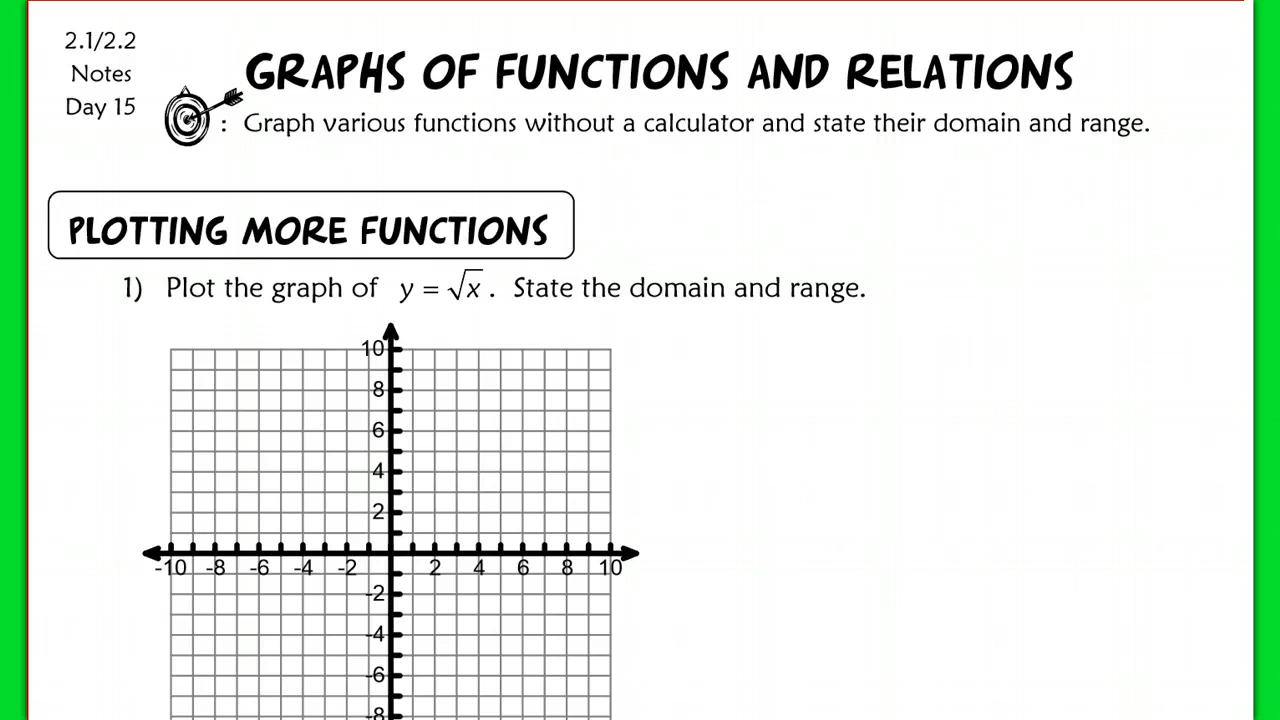 2.1/2.2
Notes
Day 15
GRAPHS OF FUNCTIONS AND RELATIONS
: Graph various functions without a calculator and state their domain and range.
PLOTTING MORE FUNCTIONS
1) Plot the graph of y = √x. State the domain and range.
10
8
6
4
2
-10 -8 -6 -4 -2 2 4 6 8 10
-2
-4
-6
-8